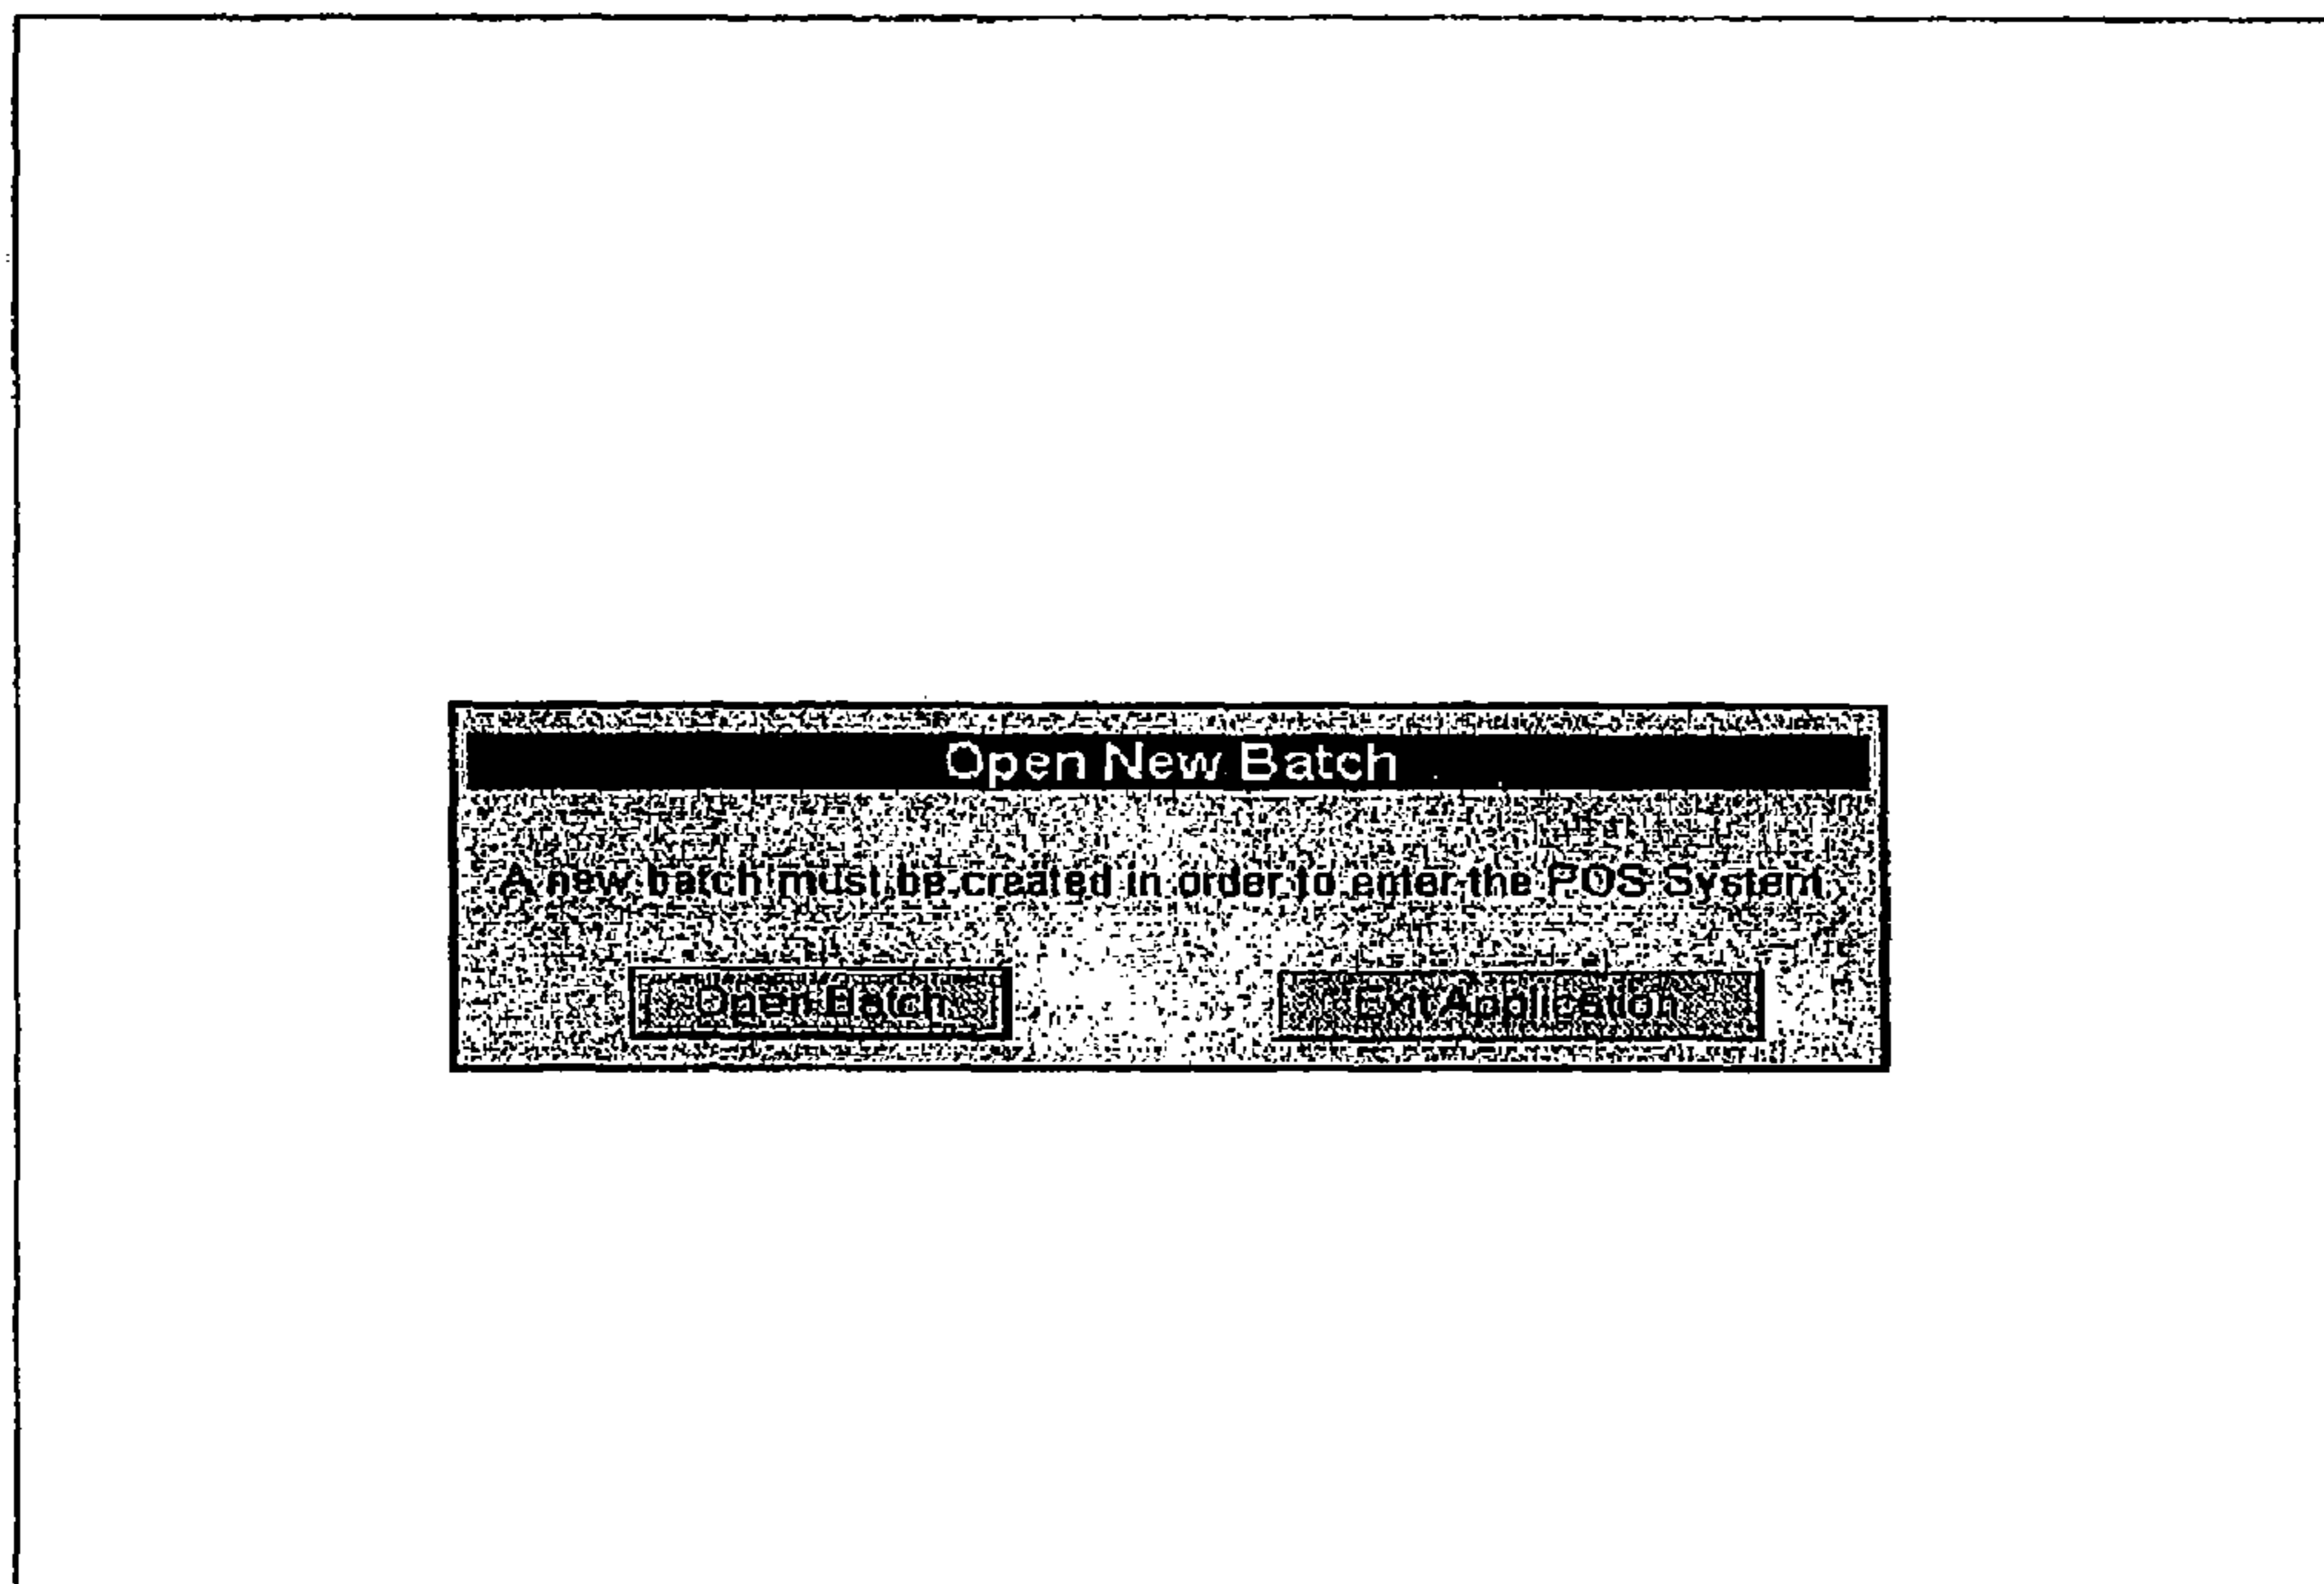 Open New Batch
A new batch must be created in order to enter the POS System
Open Batch
Exit Application